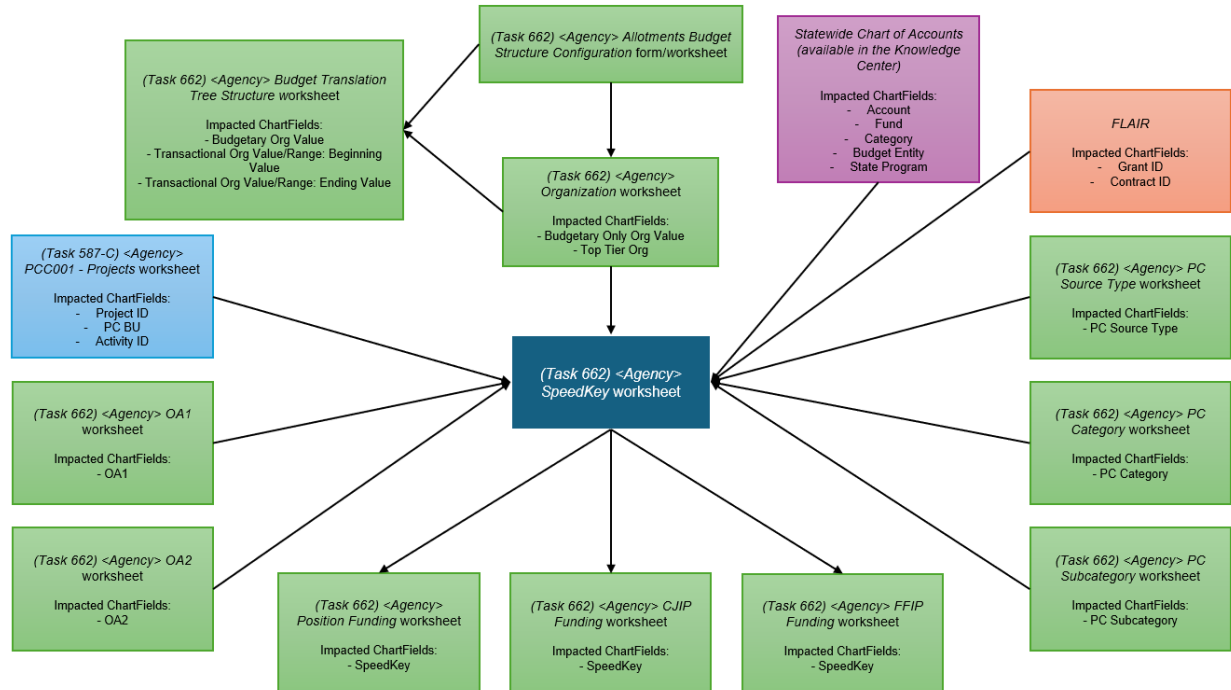 (Task 662) <Agency> Budget Translation
Tree Structure worksheet
Impacted ChartFields:
- Budgetary Org Value
- Transactional Org Value/Range: Beginning
Value
- Transactional Org Value/Range: Ending Value
(Task 662) <Agency> Allotments Budget
Structure Configuration form/worksheet
Statewide Chart of Accounts
(available in the Knowledge
Center)
Impacted ChartFields:
- Account
- Fund
- Category
- Budget Entity
- State Program
FLAIR
Impacted ChartFields:
- Grant ID
- Contract ID
(Task 662) <Agency>
Organization worksheet
Impacted ChartFields:
- Budgetary Only Org Value
- Top Tier Org
(Task 587-C) <Agency>
PCC001 - Projects worksheet
Impacted ChartFields:
- Project ID
- PC BU
- Activity ID
(Task 662) <Agency> PC
Source Type worksheet
Impacted ChartFields:
- PC Source Type
(Task 662) <Agency>
SpeedKey worksheet
(Task 662) <Agency> OA1
worksheet
Impacted ChartFields:
- OA1
(Task 662) <Agency> PC
Category worksheet
Impacted ChartFields:
- PC Category
(Task 662) <Agency> OA2
worksheet
Impacted ChartFields:
- OA2
(Task 662) <Agency> PC
Subcategory worksheet
Impacted ChartFields:
- PC Subcategory
(Task 662) <Agency>
Position Funding worksheet
Impacted ChartFields:
- SpeedKey
(Task 662) <Agency> CJIP
Funding worksheet
Impacted ChartFields:
- SpeedKey
(Task 662) <Agency> FFIP
Funding worksheet
Impacted ChartFields:
- SpeedKey